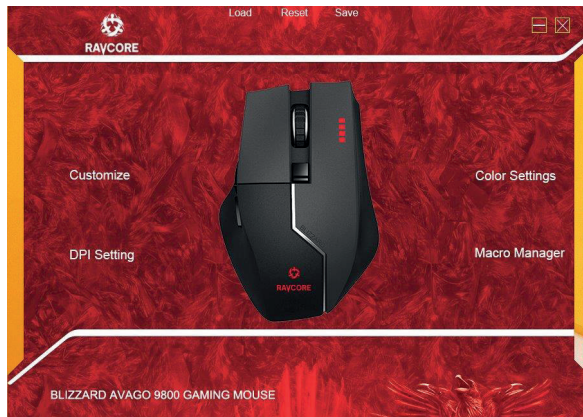 Load Reset Save
RAVCORE
Customize
Color Settings
DPI Setting
Macro Manager
RAVCORE
BLIZZARD AVAGO 9800 GAMING MOUSE